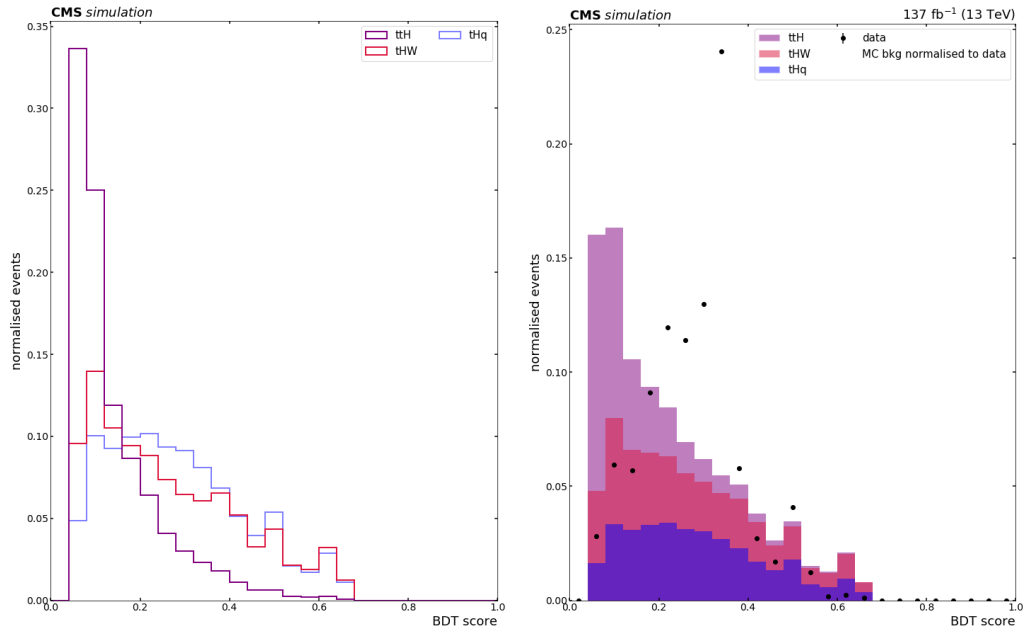 CMS simulation
ttH
tHW
tHq
normalised events
0.00
0.05
0.10
0.15
0.20
0.25
0.30
0.35
0.0
0.2
0.4
0.6
0.8
1.0
BDT score
CMS simulation
137 fb⁻¹ (13 TeV)
ttH
tHW
tHq
data
MC bkg normalised to data
normalised events
0.00
0.05
0.10
0.15
0.20
0.25
0.0
0.2
0.4
0.6
0.8
1.0
BDT score